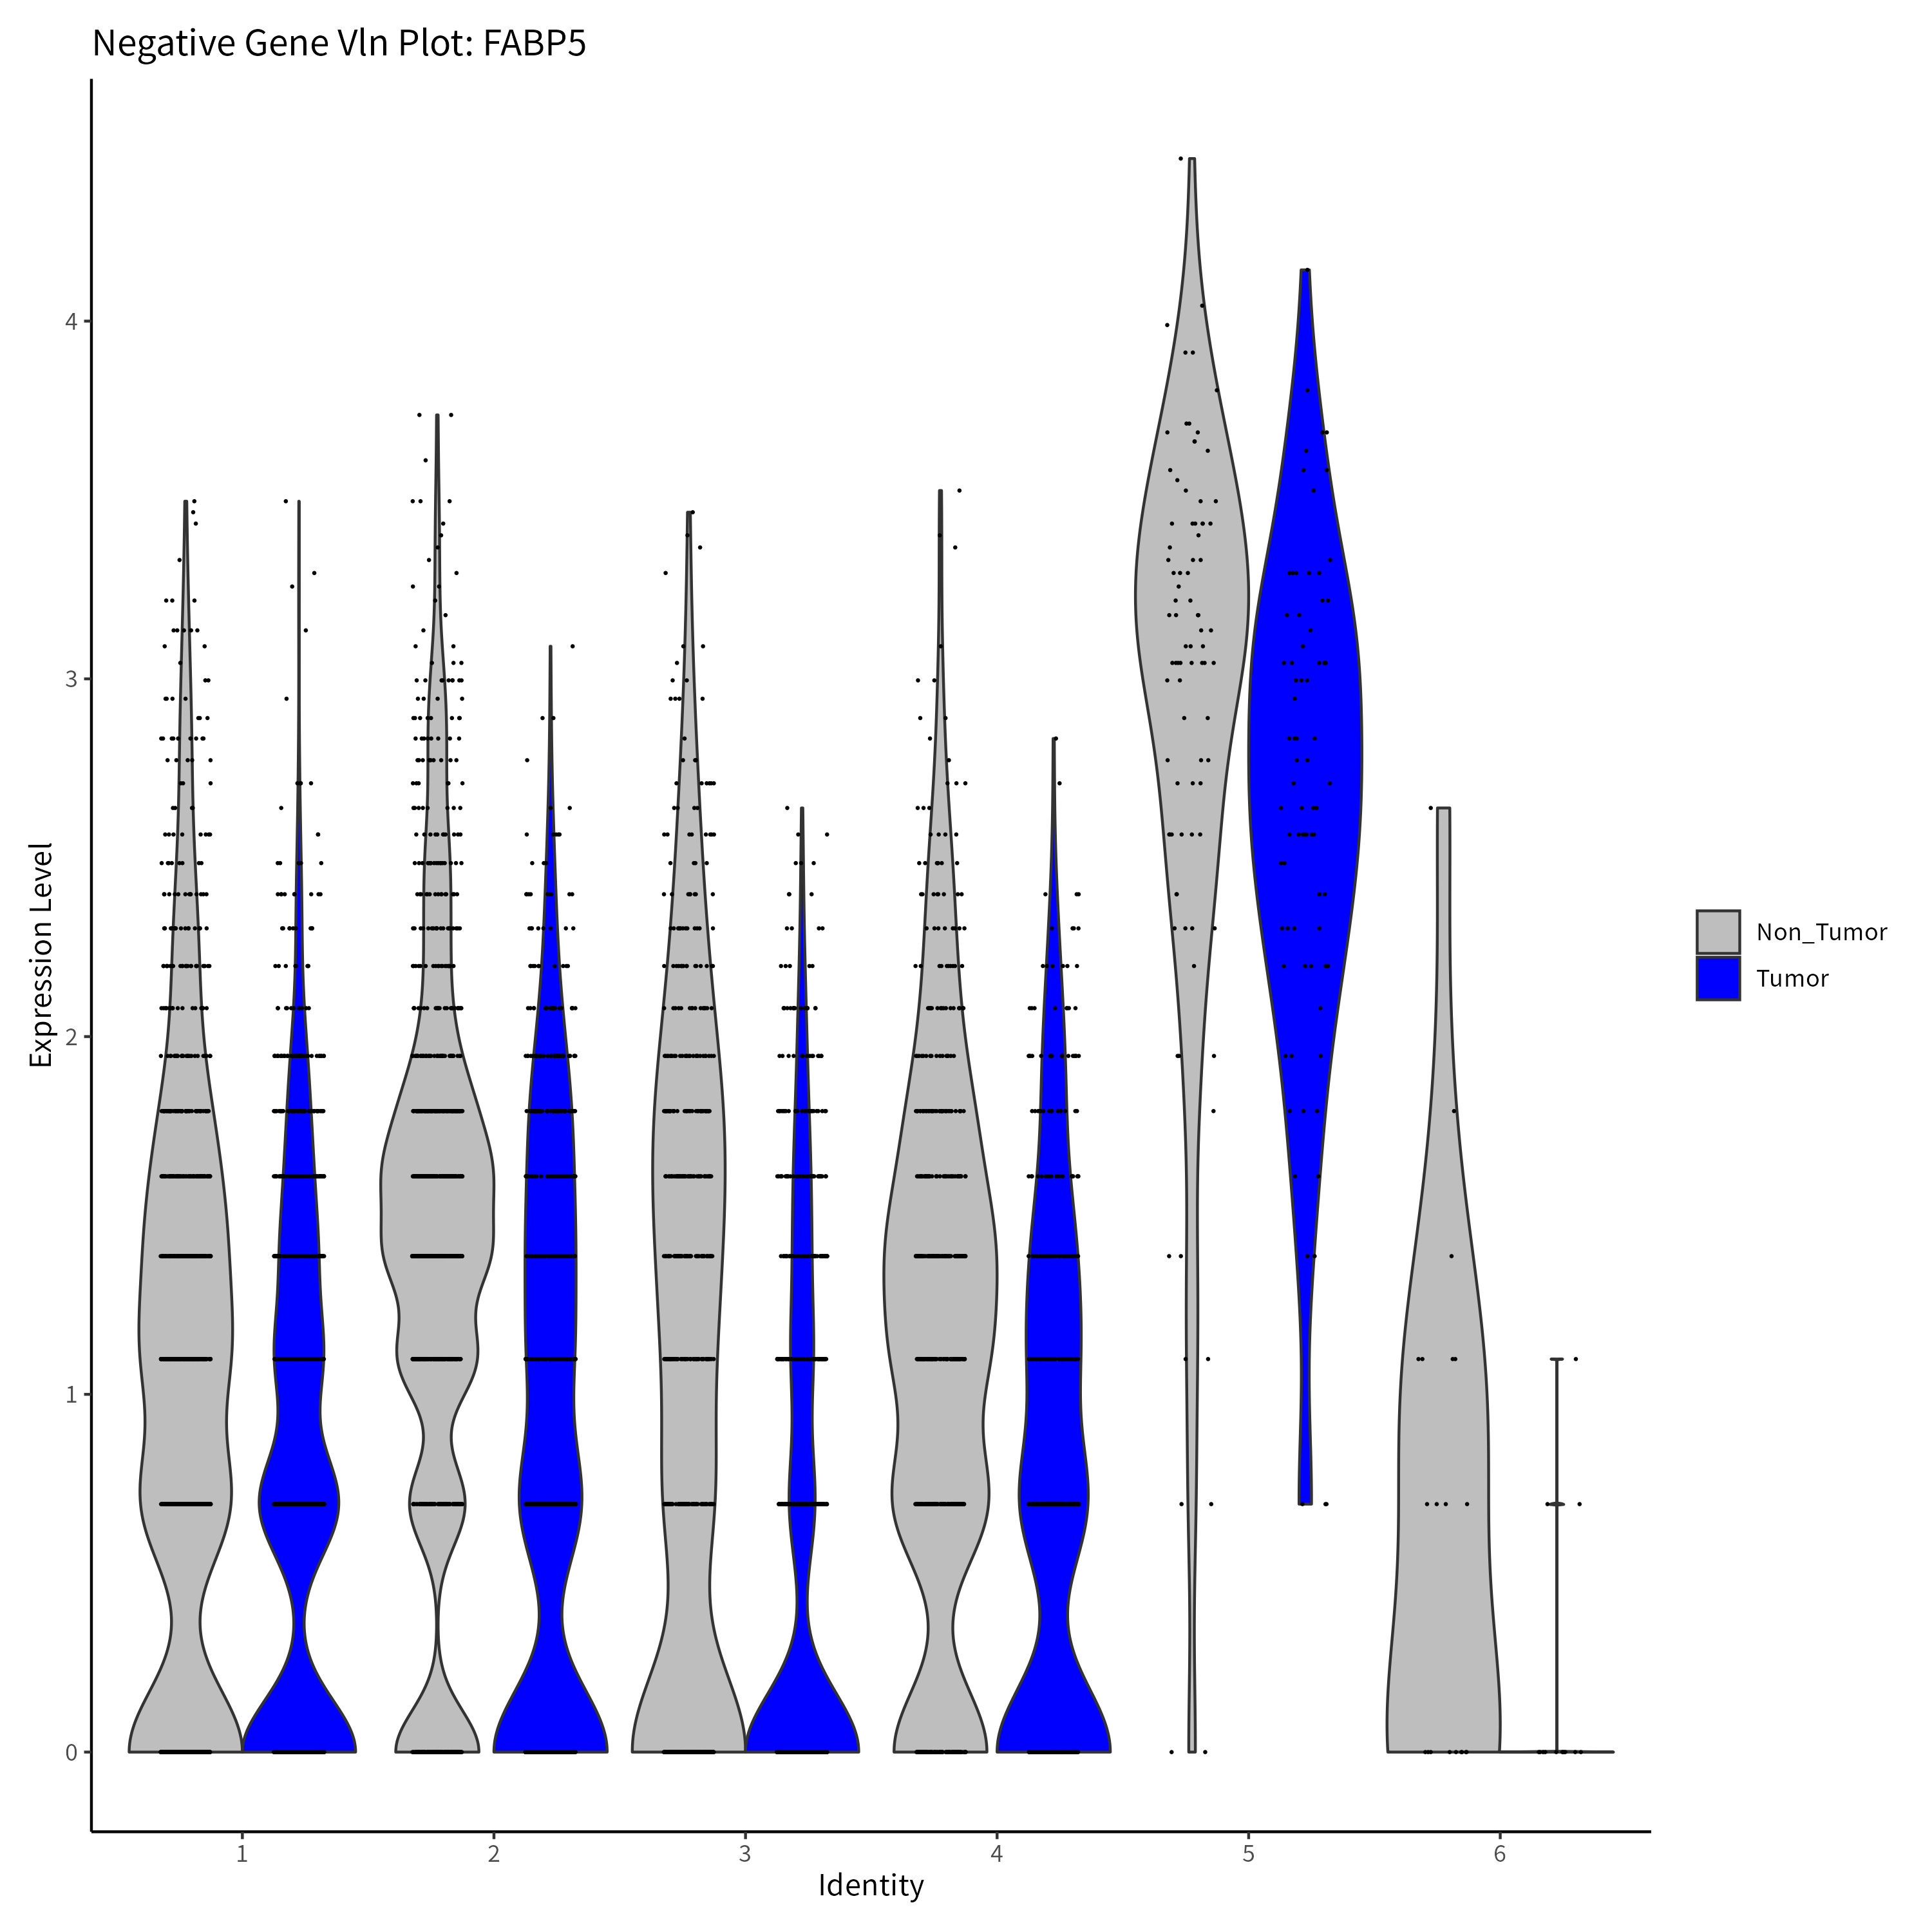 Negative Gene Vln Plot: FABP5
Expression Level
4
3
2
1
0
1 2 3 4 5 6
Identity
Non_Tumor
Tumor